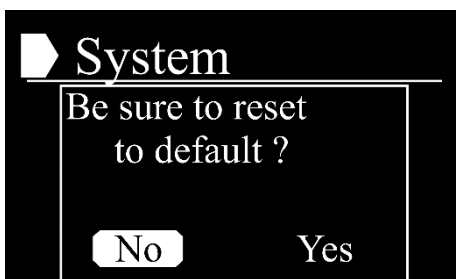 System
Be sure to reset
to default ?
No Yes